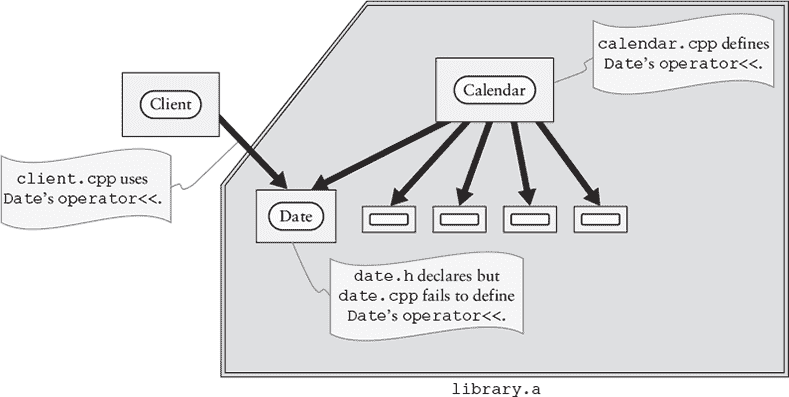 calendar.cpp defines
Date's operator<<.
Calendar
Client
client.cpp uses
Date's operator<<.
Date
date.h declares but
date.cpp fails to define
Date's operator<<.
library.a